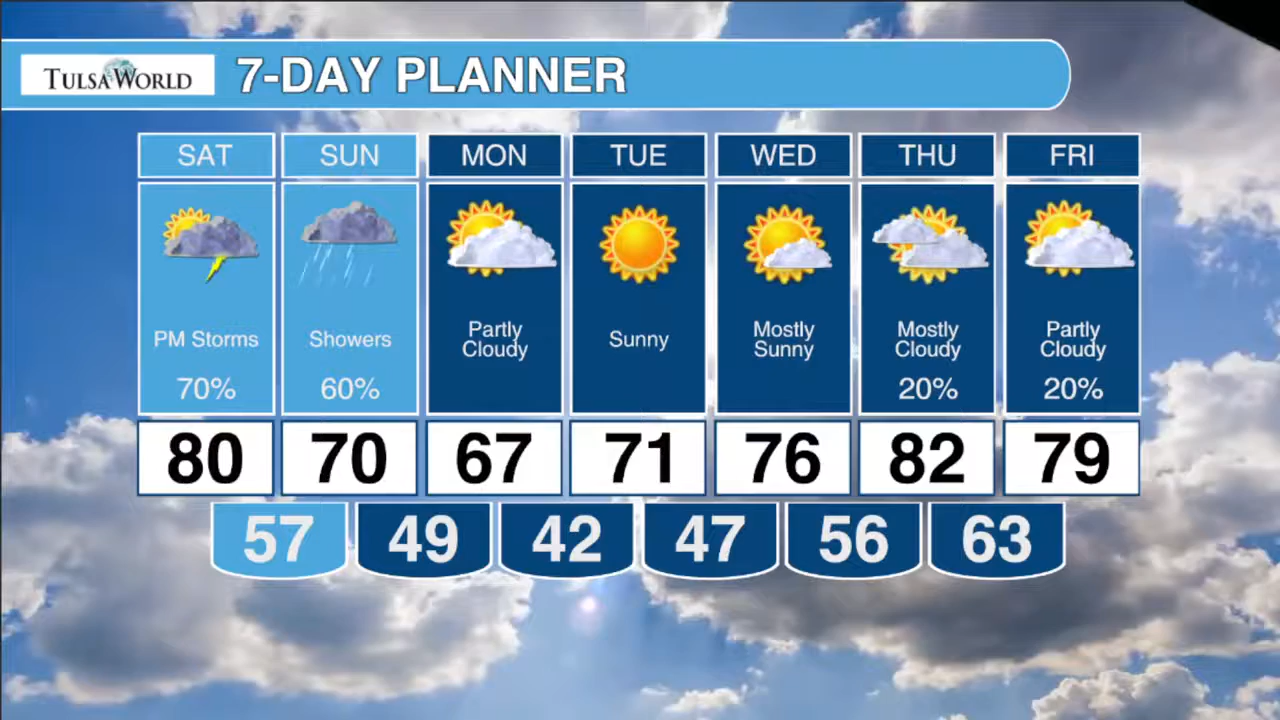 TULSA WORLD 7-DAY PLANNER
SAT SUN MON TUE WED THU FRI
PM Storms Showers Partly Cloudy Sunny Mostly Sunny Mostly Cloudy Partly Cloudy
70% 60% 20% 20%
80 70 67 71 76 82 79
57 49 42 47 56 63